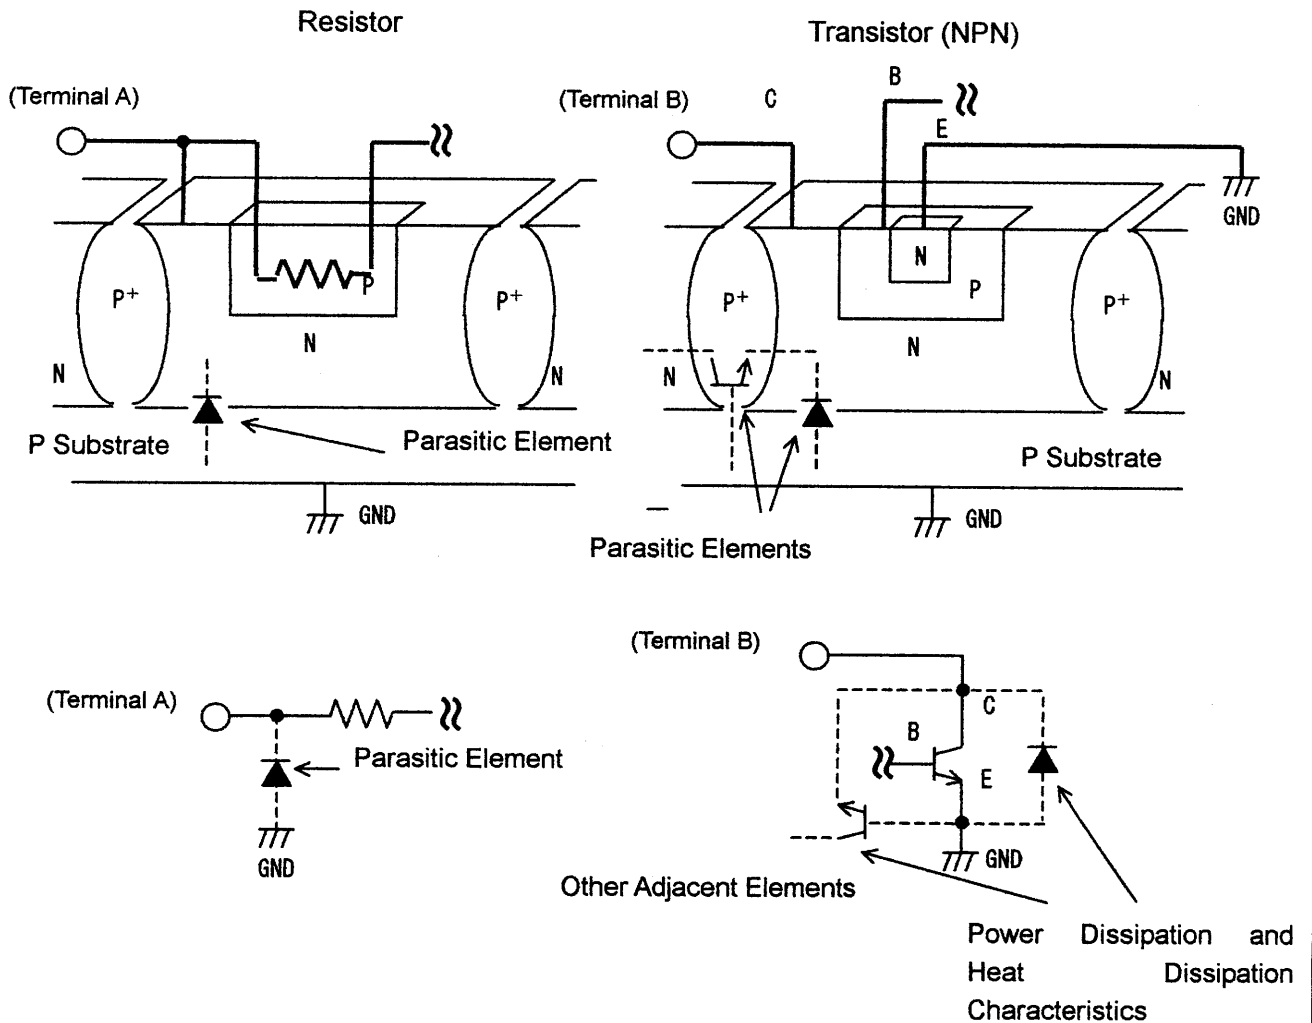 Resistor
Transistor (NPN)
(Terminal A)
(Terminal B)
C
B
E
GND
P+
P
P+
N
N
N
P Substrate
Parasitic Element
GND
P+
N
P
P+
N
N
N
P Substrate
GND
Parasitic Elements
(Terminal A)
Parasitic Element
GND
(Terminal B)
C
B
E
GND
Other Adjacent Elements
Power Dissipation and
Heat Dissipation
Characteristics